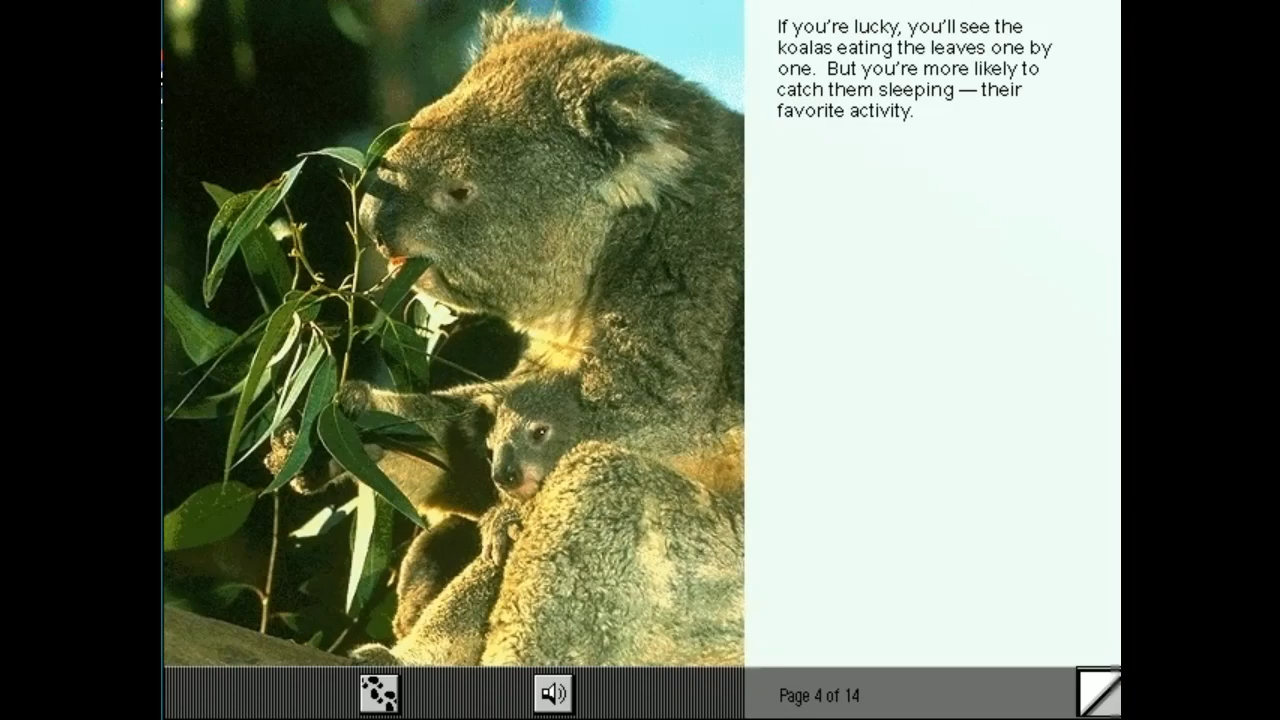 If you're lucky, you'll see the
koalas eating the leaves one by
one.  But you're more likely to
catch them sleeping — their
favorite activity.
Page 4 of 14